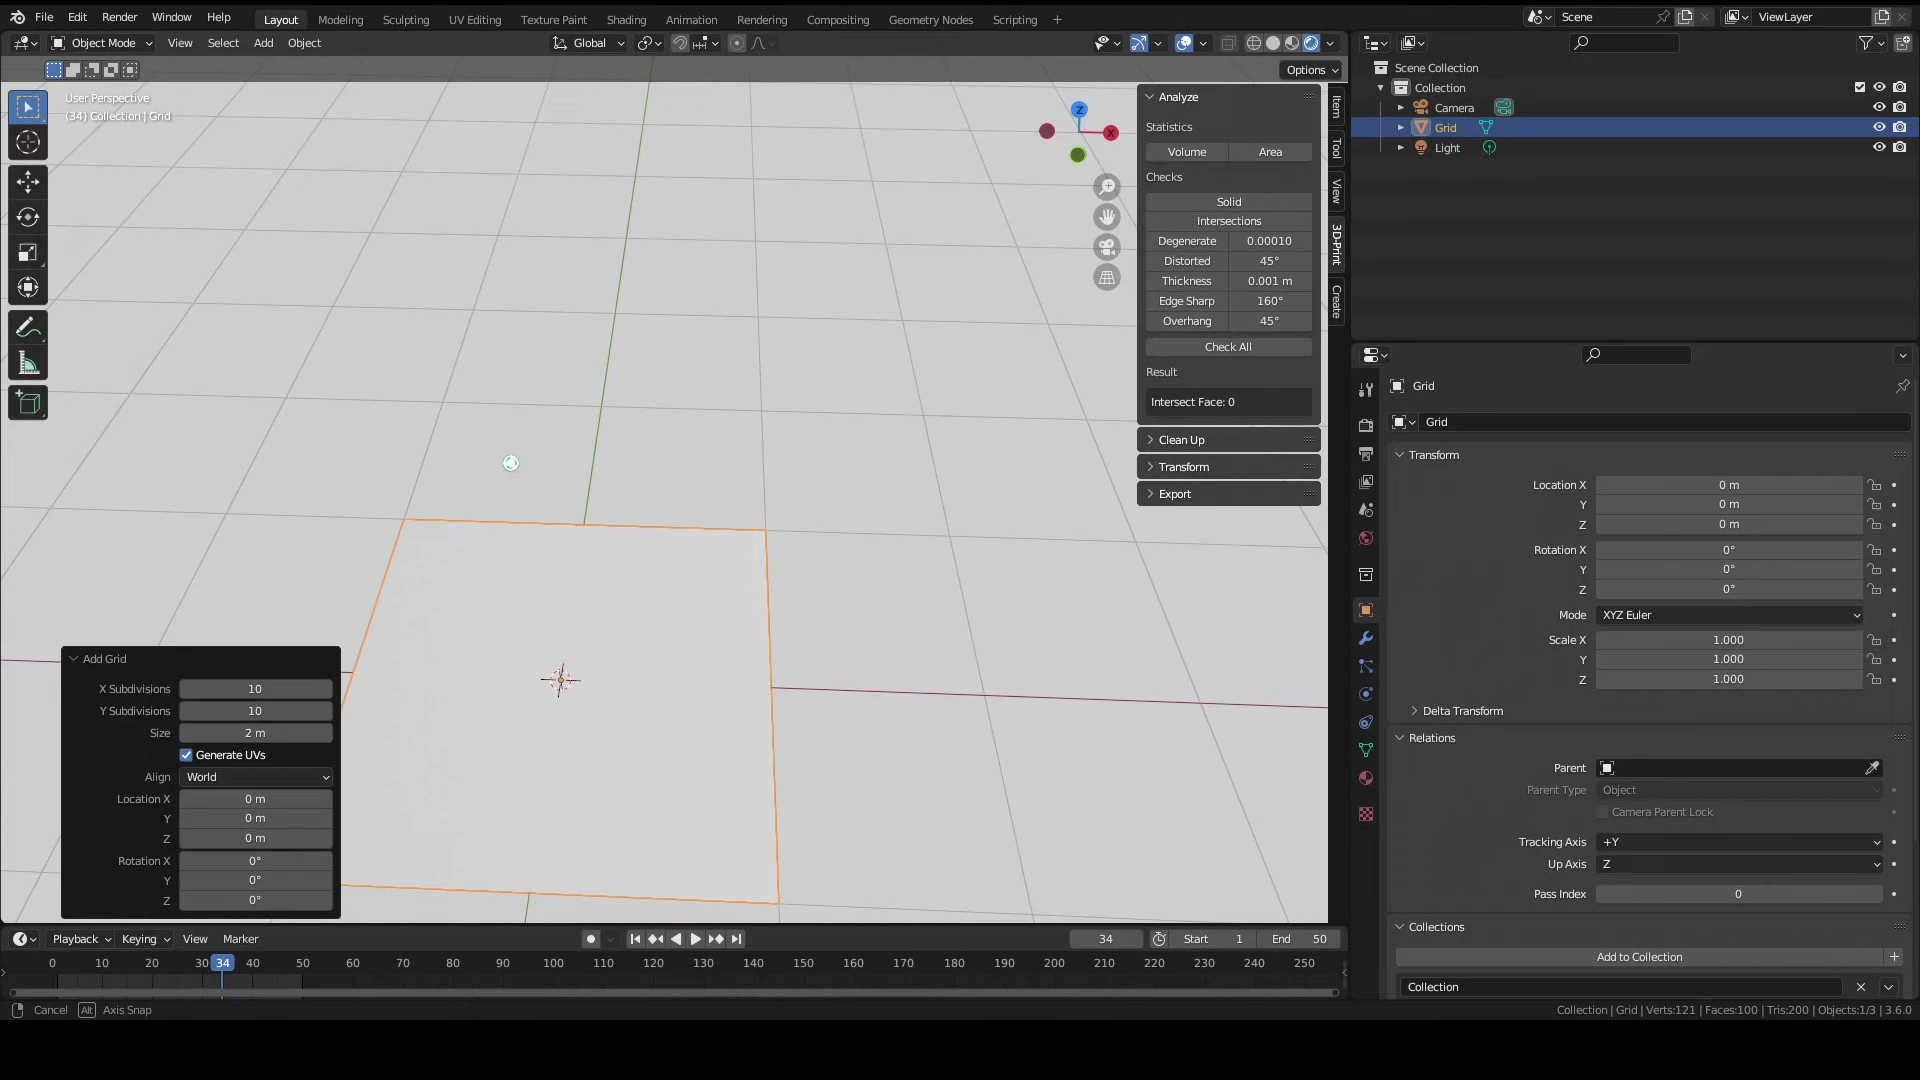 File Edit Render Window Help Layout Modeling Sculpting UV Editing Texture Paint Shading Animation Rendering Compositing Geometry Nodes Scripting + Scene ViewLayer
Object Mode View Select Add Object Global
Options
User Perspective
(34) Collection | Grid
Z
X
Analyze
Statistics
Volume Area
Checks
Solid
Intersections
Degenerate 0.00010
Distorted 45°
Thickness 0.001 m
Edge Sharp 160°
Overhang 45°
Check All
Result
Intersect Face: 0
Clean Up
Transform
Export
Item
Tool
View
3D-Print
Create
Scene Collection
Collection
Camera
Grid
Light
Grid
Grid
Transform
Location X 0 m
Y 0 m
Z 0 m
Rotation X 0°
Y 0°
Z 0°
Mode XYZ Euler
Scale X 1.000
Y 1.000
Z 1.000
Delta Transform
Relations
Parent
Parent Type Object
Camera Parent Lock
Tracking Axis +Y
Up Axis Z
Pass Index 0
Collections
Add to Collection +
Collection
Add Grid
X Subdivisions 10
Y Subdivisions 10
Size 2 m
Generate UVs
Align World
Location X 0 m
Y 0 m
Z 0 m
Rotation X 0°
Y 0°
Z 0°
Playback Keying View Marker 34 Start 1 End 50
0 10 20 30 34 40 50 60 70 80 90 100 110 120 130 140 150 160 170 180 190 200 210 220 230 240 250
Cancel Alt Axis Snap
Collection | Grid | Verts:121 | Faces:100 | Tris:200 | Objects:1/3 | 3.6.0